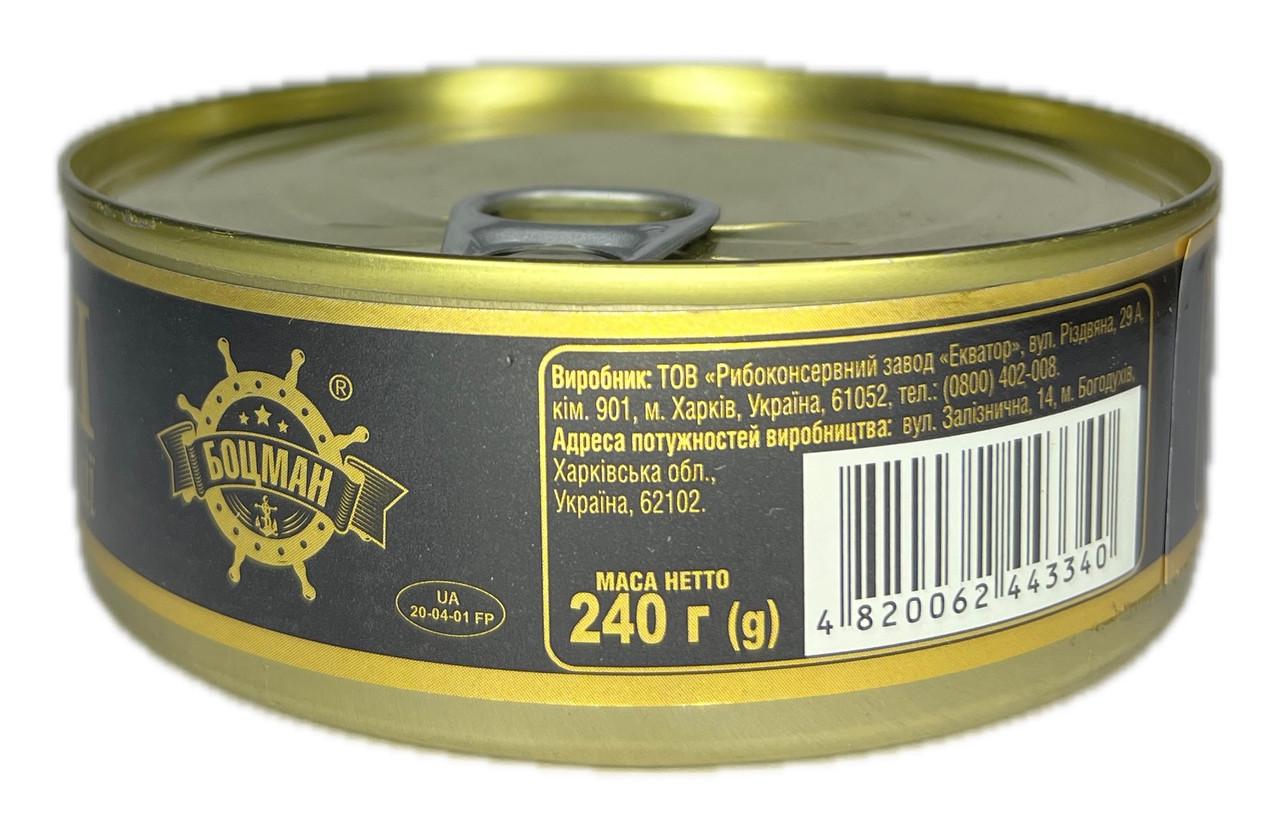 БОЦМАН
®
UA
20-04-01 FP
Виробник: ТОВ «Рибоконсервний завод «Екватор», вул. Різдвяна, 29 А,
кім. 901, м. Харків, Україна, 61052, тел.: (0800) 402-008.
Адреса потужностей виробництва: вул. Залізнична, 14, м. Богодухів,
Харківська обл.,
Україна, 62102.
МАСА НЕТТО
240 г (g)
4 820062 443340